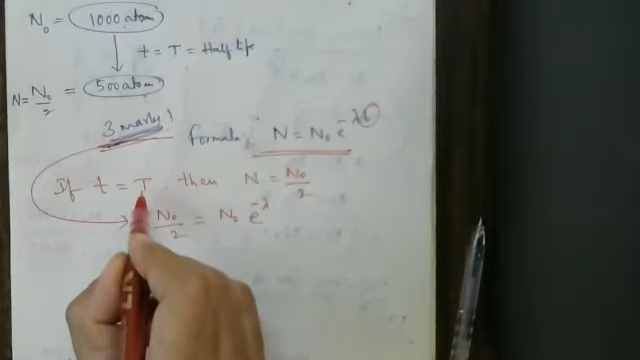 N₀ = 1000 atom
t = T = Half life
N = N₀/2 = 500 atom
3 marks!
formula N = N₀ e^-λt
If t = T then N = N₀/2
N₀/2 = N₀ e^-λ